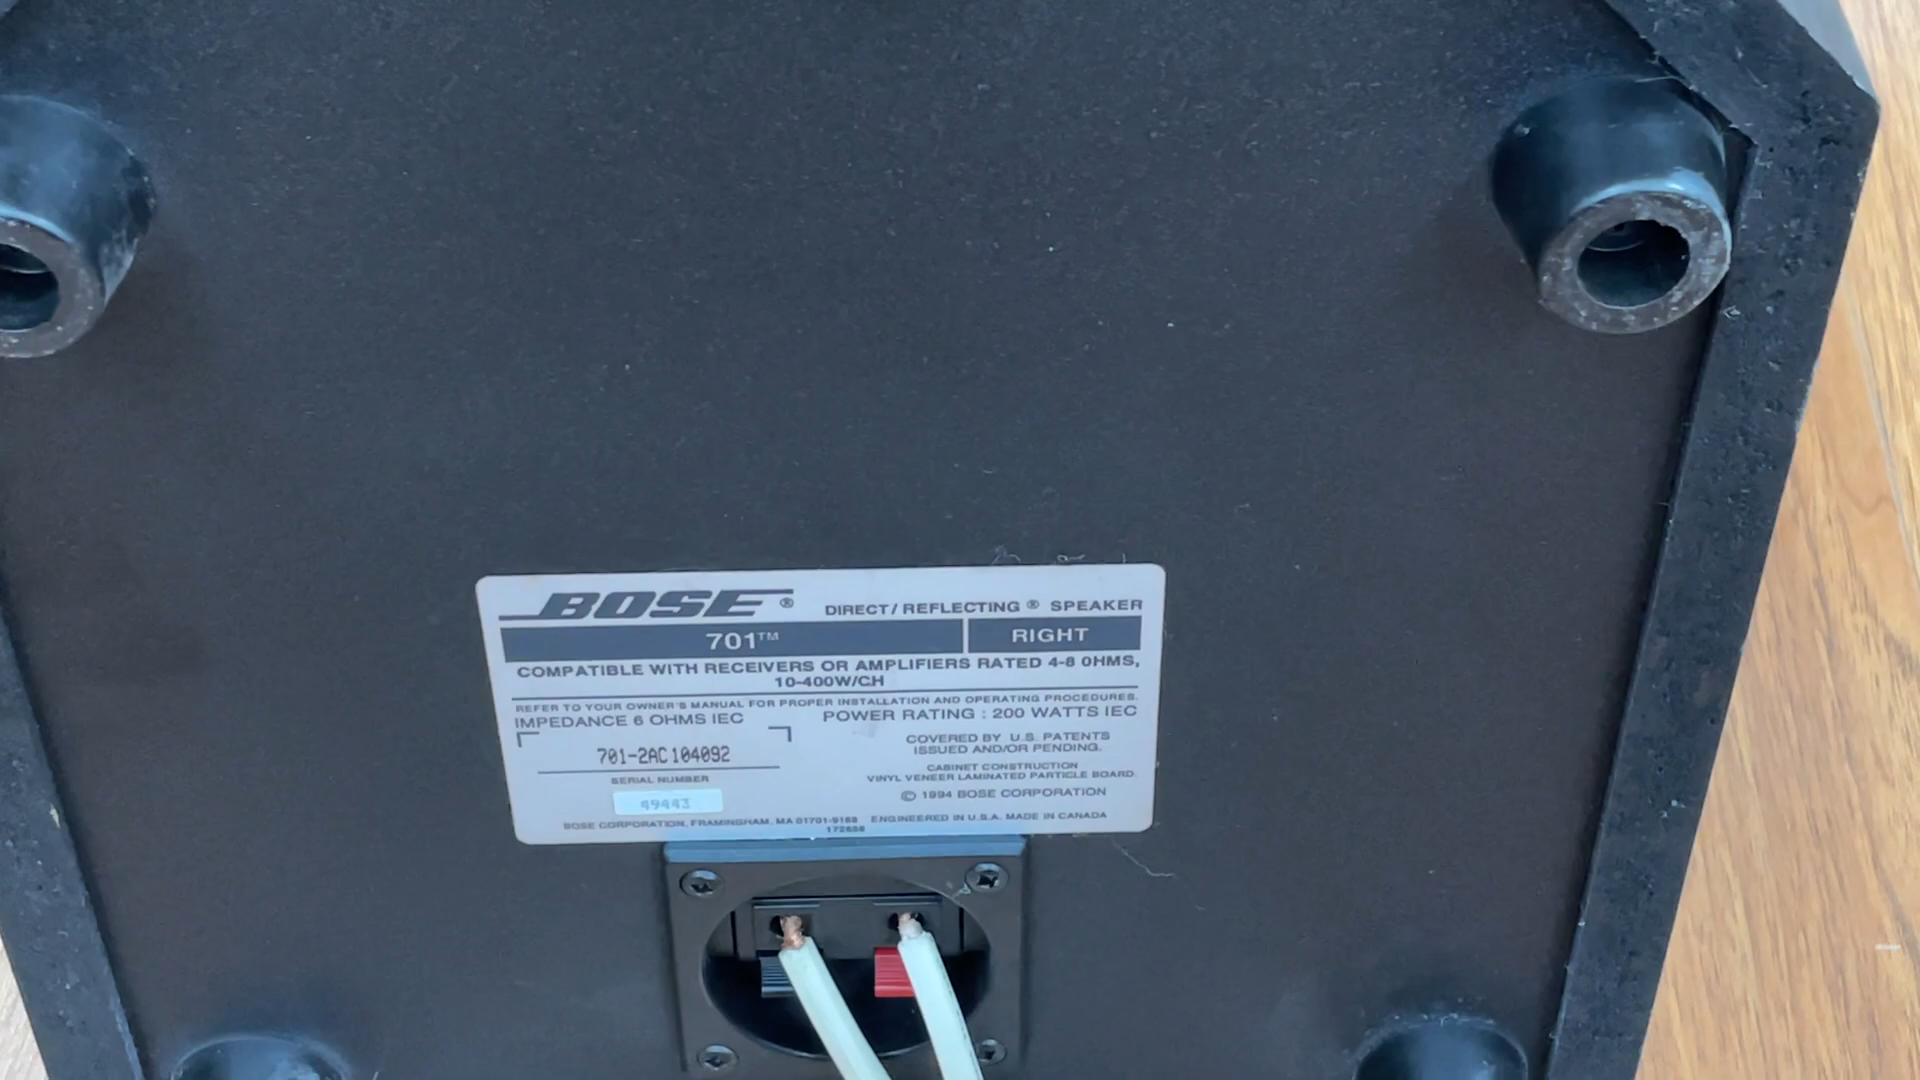 BOSE® DIRECT/REFLECTING® SPEAKER
701™ RIGHT
COMPATIBLE WITH RECEIVERS OR AMPLIFIERS RATED 4-8 OHMS,
10-400W/CH
REFER TO YOUR OWNER'S MANUAL FOR PROPER INSTALLATION AND OPERATING PROCEDURES.
IMPEDANCE 6 OHMS IEC POWER RATING : 200 WATTS IEC
COVERED BY U.S. PATENTS
ISSUED AND/OR PENDING.
701-2AC104092
SERIAL NUMBER
CABINET CONSTRUCTION
VINYL VENEER LAMINATED PARTICLE BOARD.
49443
© 1994 BOSE CORPORATION
BOSE CORPORATION, FRAMINGHAM, MA 01701-9168 ENGINEERED IN U.S.A. MADE IN CANADA